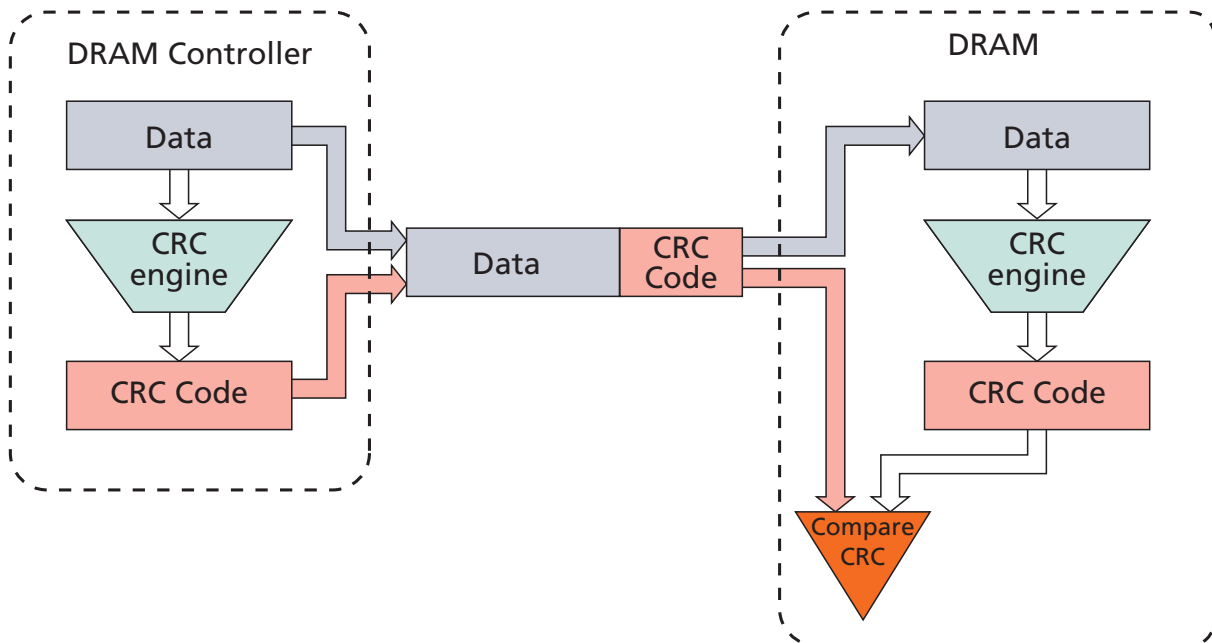 DRAM Controller
Data
CRC
engine
CRC Code
Data
CRC
Code
DRAM
Data
CRC
engine
CRC Code
Compare
CRC